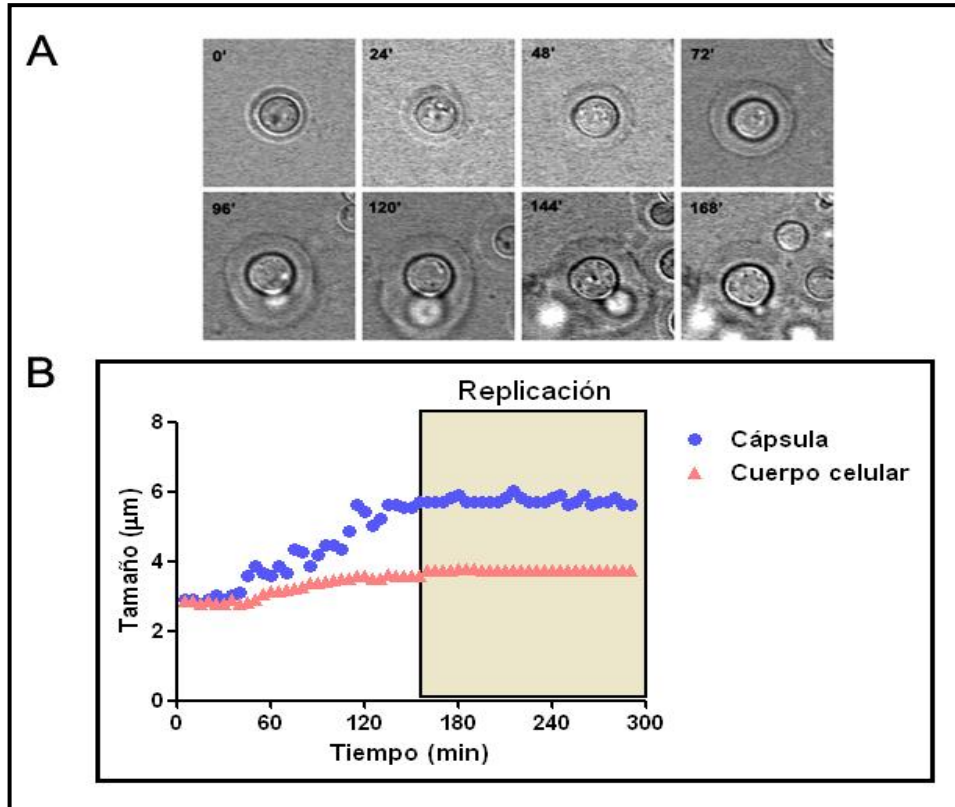 A
0' 24' 48' 72'
96' 120' 144' 168'
B
Replicación
8
6
4
2
0
Tamaño (µm)
0 60 120 180 240 300
Tiempo (min)
Cápsula
Cuerpo celular